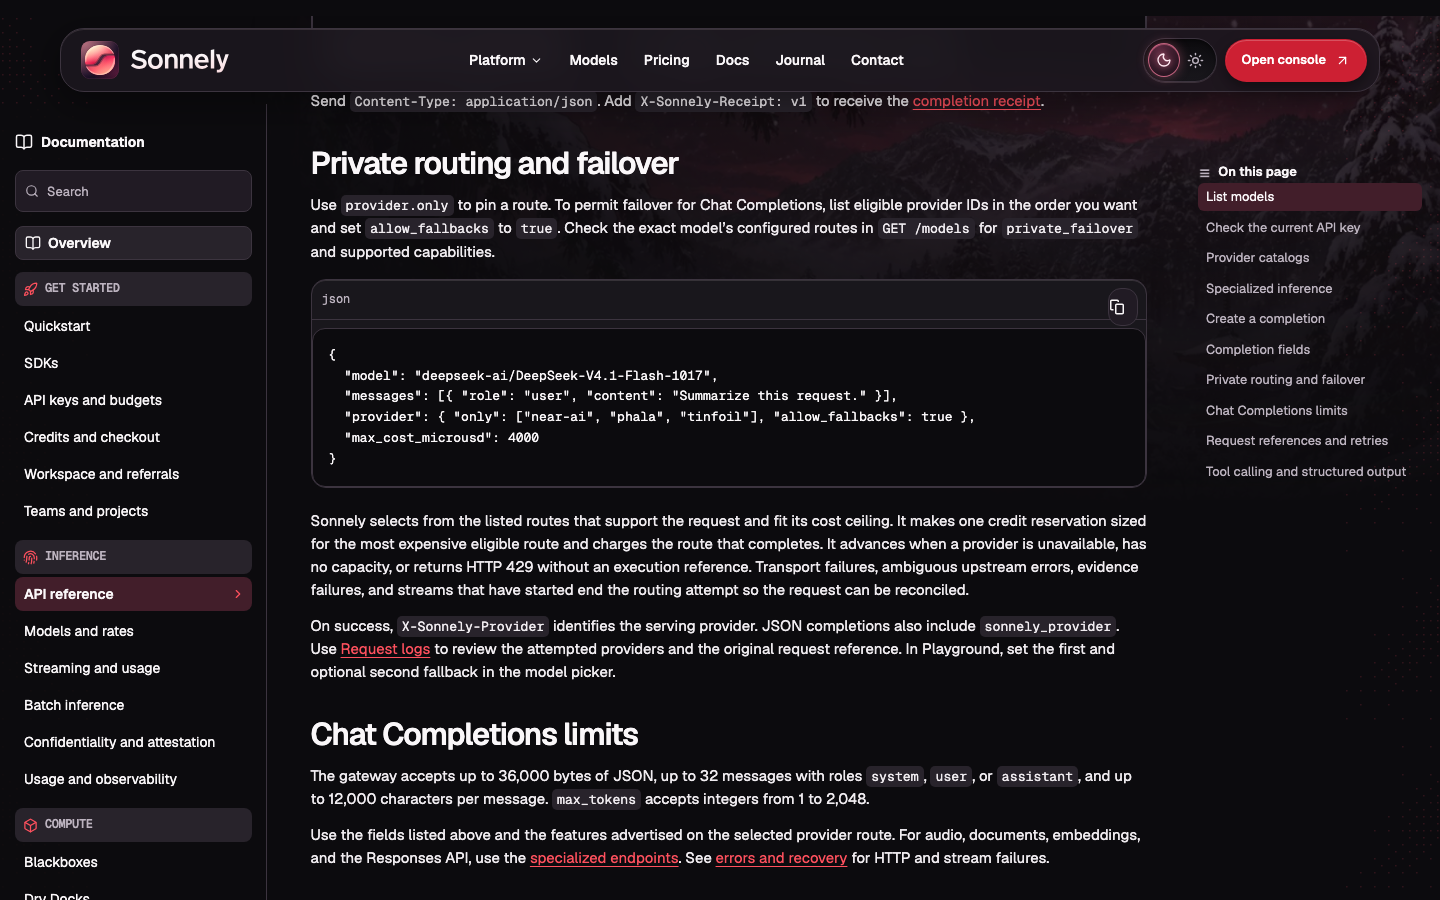 Sonnely
Platform
Models
Pricing
Docs
Journal
Contact
Open console
Documentation
Search
Overview
GET STARTED
Quickstart
SDKs
API keys and budgets
Credits and checkout
Workspace and referrals
Teams and projects
INFERENCE
API reference
Models and rates
Streaming and usage
Batch inference
Confidentiality and attestation
Usage and observability
COMPUTE
Blackboxes
Dry Docks
Send Content-Type: application/json. Add X-Sonnely-Receipt: v1 to receive the completion receipt.
Private routing and failover
Use provider.only to pin a route. To permit failover for Chat Completions, list eligible provider IDs in the order you want
and set allow_fallbacks to true. Check the exact model's configured routes in GET /models for private_failover
and supported capabilities.
json
{
  "model": "deepseek-ai/DeepSeek-V4.1-Flash-1017",
  "messages": [{ "role": "user", "content": "Summarize this request." }],
  "provider": { "only": ["near-ai", "phala", "tinfoil"], "allow_fallbacks": true },
  "max_cost_microusd": 4000
}
Sonnely selects from the listed routes that support the request and fit its cost ceiling. It makes one credit reservation sized
for the most expensive eligible route and charges the route that completes. It advances when a provider is unavailable, has
no capacity, or returns HTTP 429 without an execution reference. Transport failures, ambiguous upstream errors, evidence
failures, and streams that have started end the routing attempt so the request can be reconciled.
On success, X-Sonnely-Provider identifies the serving provider. JSON completions also include sonnely_provider.
Use Request logs to review the attempted providers and the original request reference. In Playground, set the first and
optional second fallback in the model picker.
Chat Completions limits
The gateway accepts up to 36,000 bytes of JSON, up to 32 messages with roles system, user, or assistant, and up
to 12,000 characters per message. max_tokens accepts integers from 1 to 2,048.
Use the fields listed above and the features advertised on the selected provider route. For audio, documents, embeddings,
and the Responses API, use the specialized endpoints. See errors and recovery for HTTP and stream failures.
On this page
List models
Check the current API key
Provider catalogs
Specialized inference
Create a completion
Completion fields
Private routing and failover
Chat Completions limits
Request references and retries
Tool calling and structured output